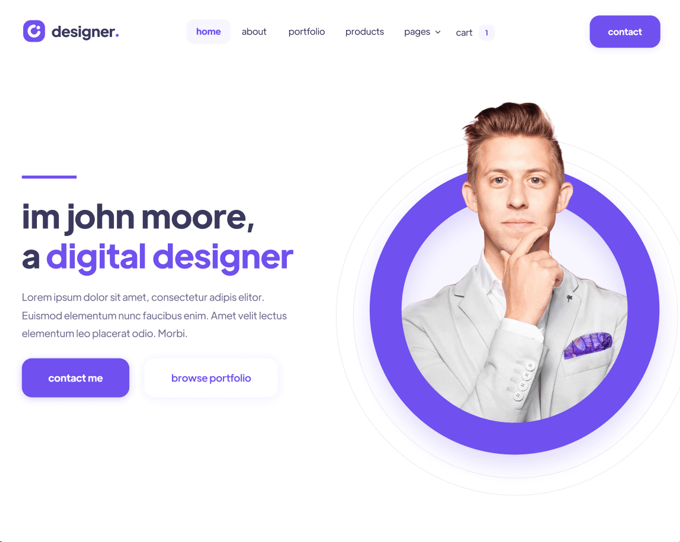 designer.
home
about
portfolio
products
pages
cart 1
contact
im john moore,
a digital designer
Lorem ipsum dolor sit amet, consectetur adipis elitor.
Euismod elementum nunc faucibus enim. Amet velit lectus
elementum leo placerat odio. Morbi.
contact me
browse portfolio